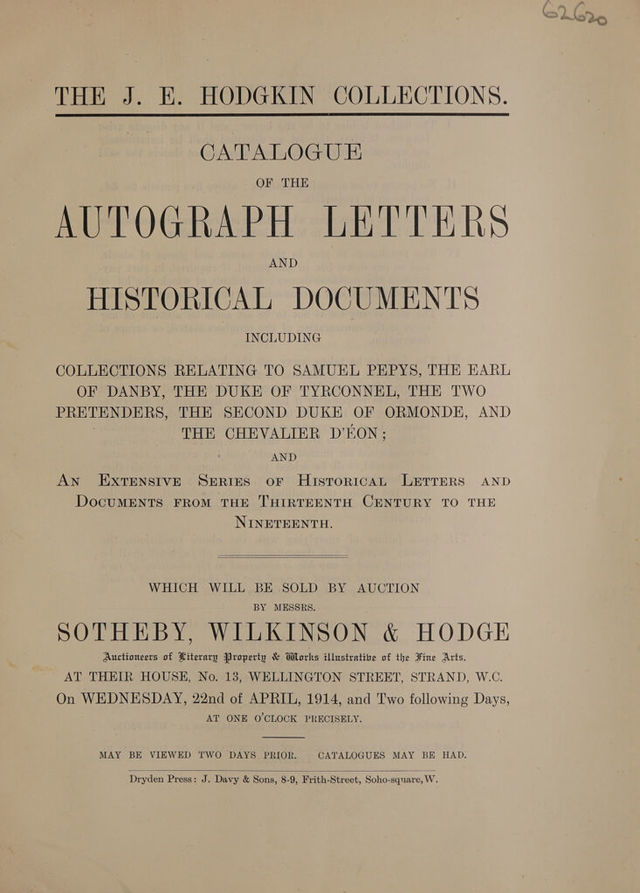 62620
THE J. E. HODGKIN COLLECTIONS.
CATALOGUE
OF THE
AUTOGRAPH LETTERS
AND
HISTORICAL DOCUMENTS
INCLUDING
COLLECTIONS RELATING TO SAMUEL PEPYS, THE EARL
OF DANBY, THE DUKE OF TYRCONNEL, THE TWO
PRETENDERS, THE SECOND DUKE OF ORMONDE, AND
THE CHEVALIER D'ÉON;
AND
An Extensive Series of Historical Letters and
Documents from the Thirteenth Century to the
Nineteenth.
WHICH WILL BE SOLD BY AUCTION
BY MESSRS.
SOTHEBY, WILKINSON & HODGE
Auctioneers of Literary Property & Works illustrative of the Fine Arts.
AT THEIR HOUSE, No. 13, WELLINGTON STREET, STRAND, W.C.
On WEDNESDAY, 22nd of APRIL, 1914, and Two following Days,
AT ONE O'CLOCK PRECISELY.
MAY BE VIEWED TWO DAYS PRIOR. CATALOGUES MAY BE HAD.
Dryden Press: J. Davy & Sons, 8-9, Frith-Street, Soho-square, W.